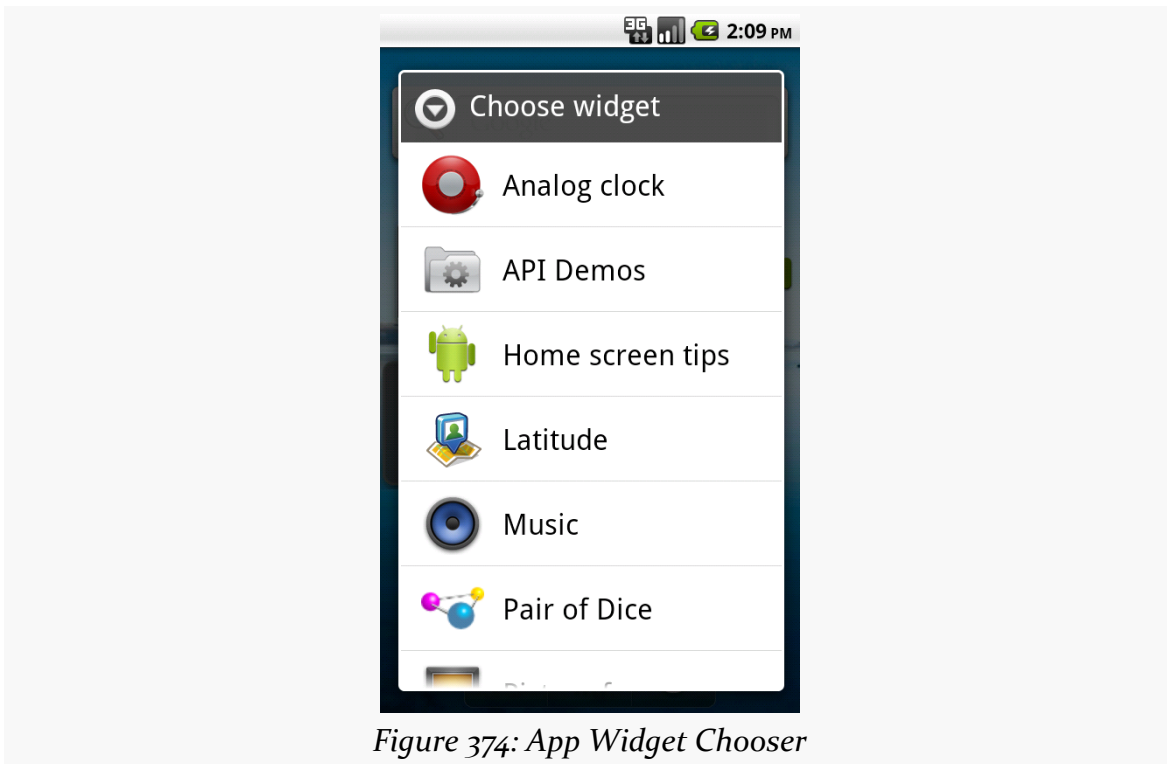 3G
2:09 PM
Choose widget
Analog clock
API Demos
Home screen tips
Latitude
Music
Pair of Dice
Figure 374: App Widget Chooser